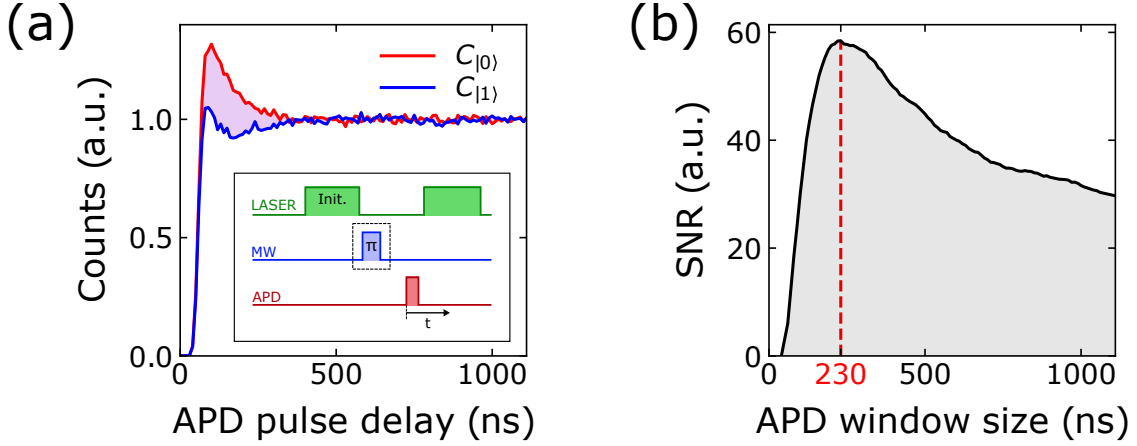 (a)
Counts (a.u.)
1.0
0.5
0.0
C|0⟩
C|1⟩
LASER
Init.
MW
π
APD
t
0
500
1000
APD pulse delay (ns)
(b)
SNR (a.u.)
60
40
20
0
0
230
500
1000
APD window size (ns)